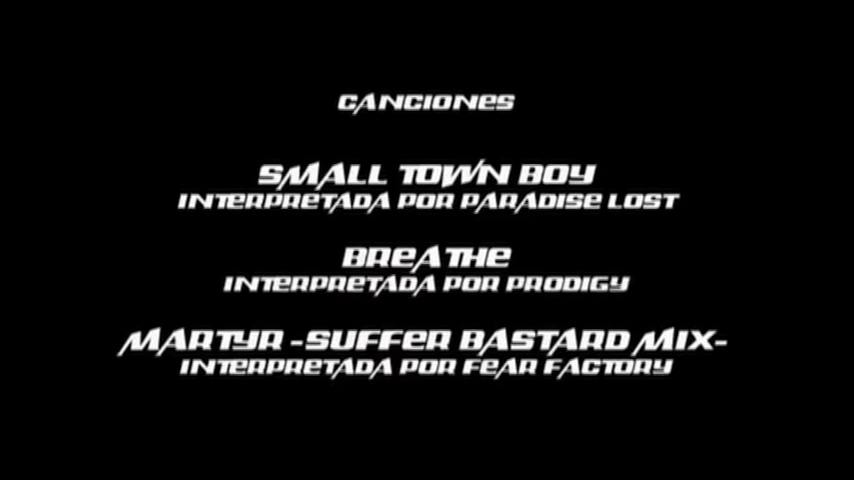 CANCIONES
SMALL TOWN BOY
INTERPRETADA POR PARADISE LOST
BREATHE
INTERPRETADA POR PRODIGY
MARTYR -SUFFER BASTARD MIX-
INTERPRETADA POR FEAR FACTORY